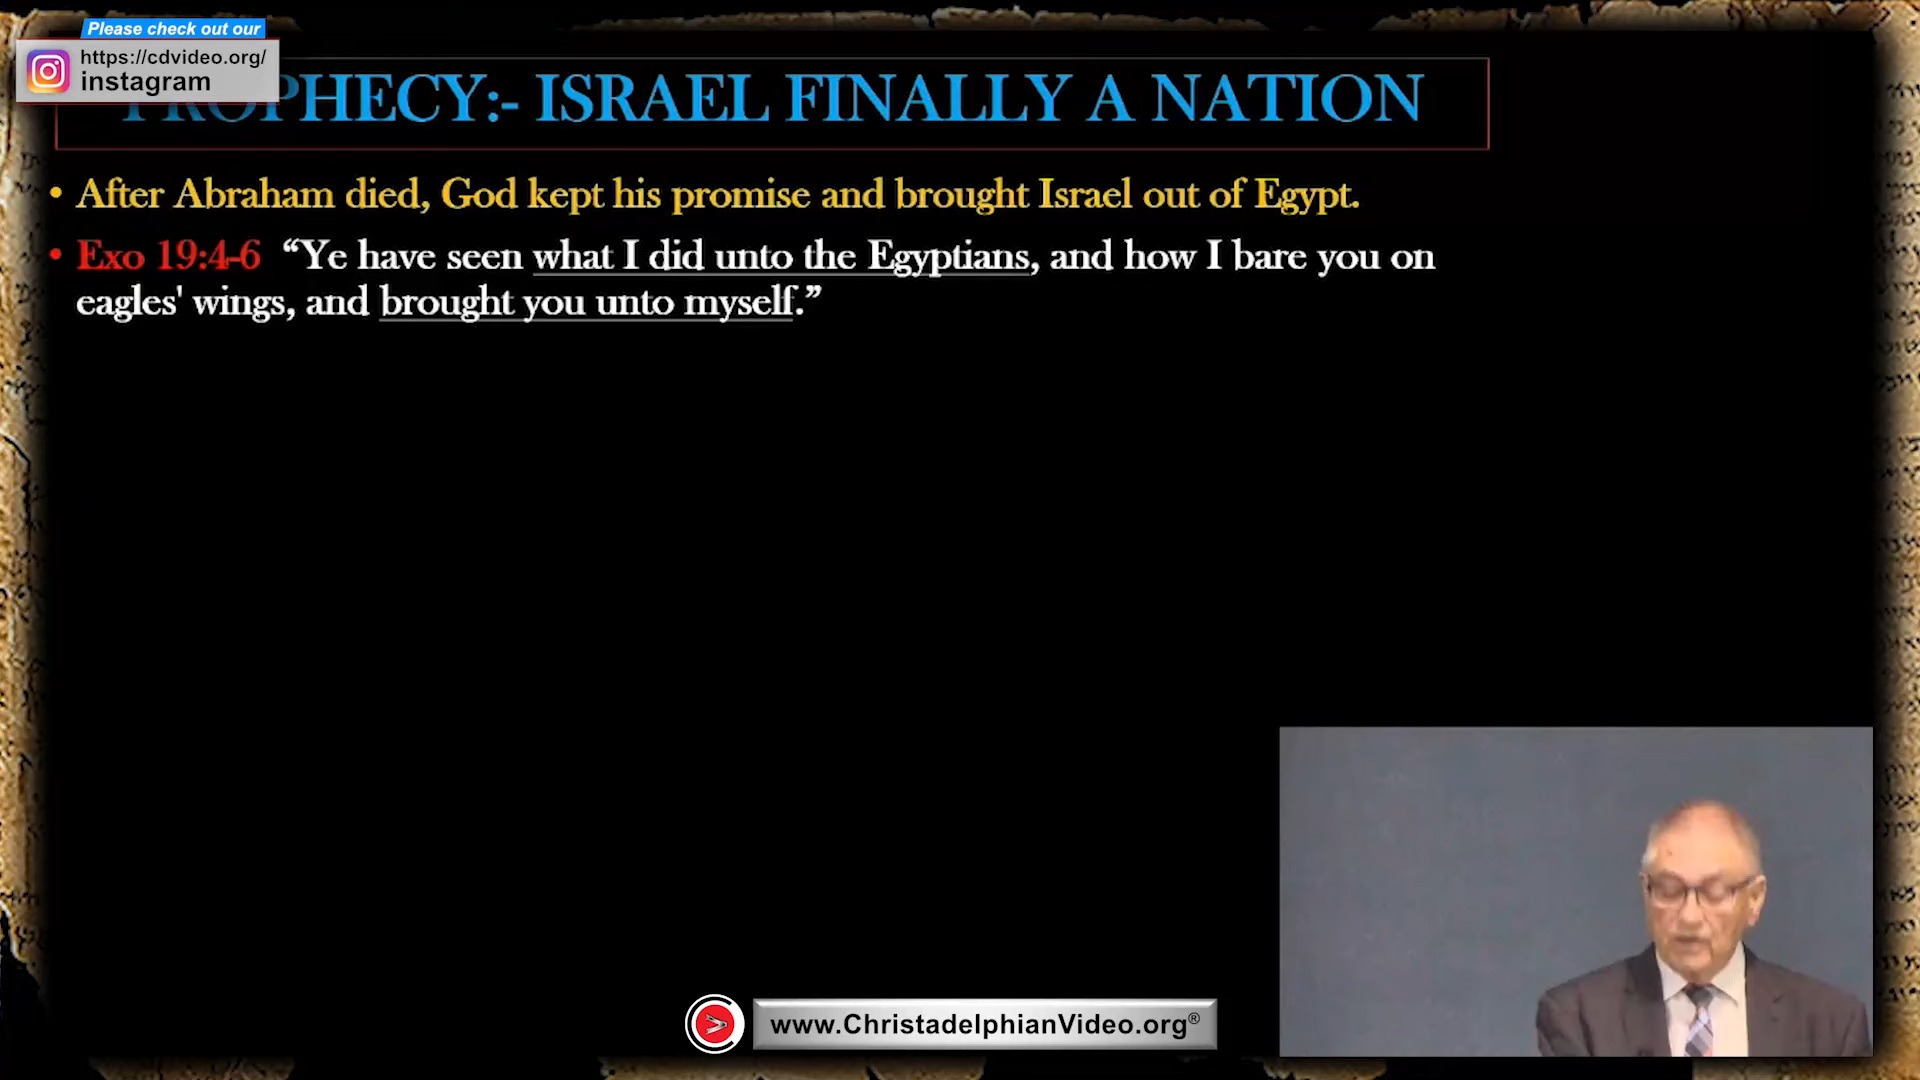 Please check out our
https://cdvideo.org/
instagram
PROPHECY:- ISRAEL FINALLY A NATION
• After Abraham died, God kept his promise and brought Israel out of Egypt.
• Exo 19:4-6 “Ye have seen what I did unto the Egyptians, and how I bare you on
eagles' wings, and brought you unto myself.”
www.ChristadelphianVideo.org®